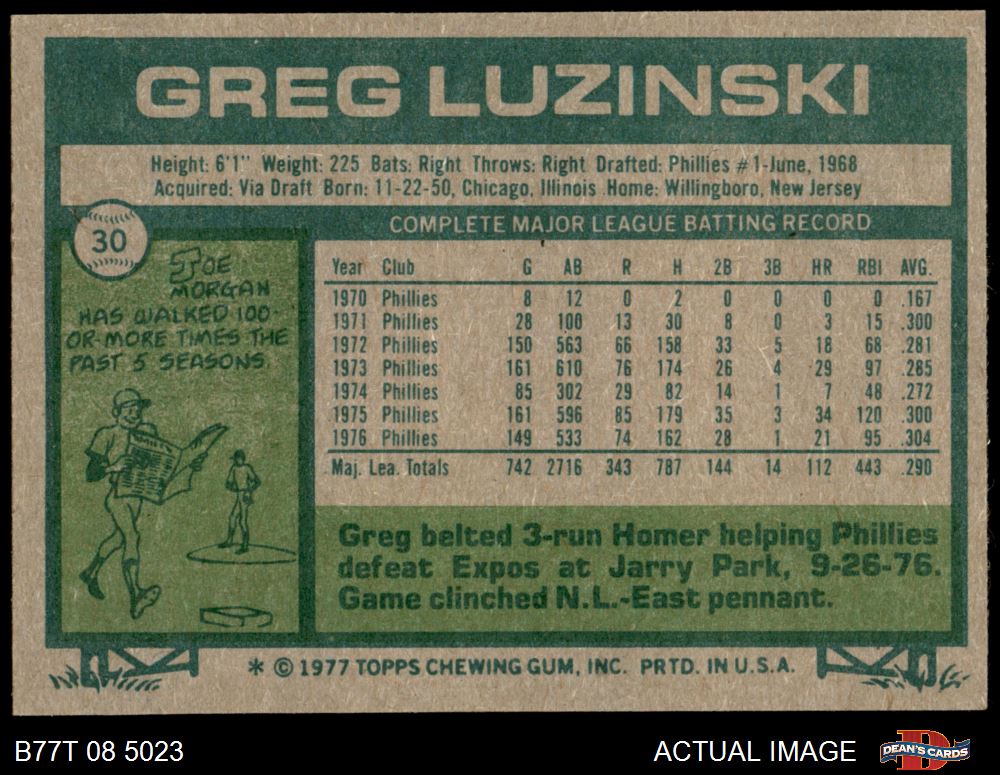 GREG LUZINSKI
Height: 6'1" Weight: 225 Bats: Right Throws: Right Drafted: Phillies #1-June, 1968
Acquired: Via Draft Born: 11-22-50, Chicago, Illinois Home: Willingboro, New Jersey
30
JOE
MORGAN
HAS WALKED 100-
OR-MORE TIMES THE
PAST 5 SEASONS.
COMPLETE MAJOR LEAGUE BATTING RECORD
Year Club G AB R H 2B 3B HR RBI AVG.
1970 Phillies 8 12 0 2 0 0 0 0 .167
1971 Phillies 28 100 13 30 8 0 3 15 .300
1972 Phillies 150 563 66 158 33 5 18 68 .281
1973 Phillies 161 610 76 174 26 4 29 97 .285
1974 Phillies 85 302 29 82 14 1 7 48 .272
1975 Phillies 161 596 85 179 35 3 34 120 .300
1976 Phillies 149 533 74 162 28 1 21 95 .304
Maj. Lea. Totals 742 2716 343 787 144 14 112 443 .290
Greg belted 3-run Homer helping Phillies
defeat Expos at Jarry Park, 9-26-76.
Game clinched N.L.-East pennant.
* © 1977 TOPPS CHEWING GUM, INC. PRTD. IN U.S.A.
B77T 08 5023
ACTUAL IMAGE
D
DEAN'S CARDS